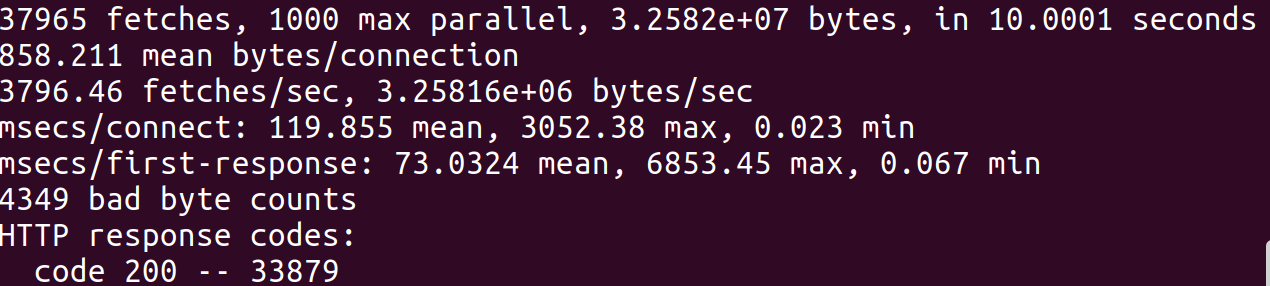 37965 fetches, 1000 max parallel, 3.2582e+07 bytes, in 10.0001 seconds
858.211 mean bytes/connection
3796.46 fetches/sec, 3.25816e+06 bytes/sec
msecs/connect: 119.855 mean, 3052.38 max, 0.023 min
msecs/first-response: 73.0324 mean, 6853.45 max, 0.067 min
4349 bad byte counts
HTTP response codes:
  code 200 -- 33879